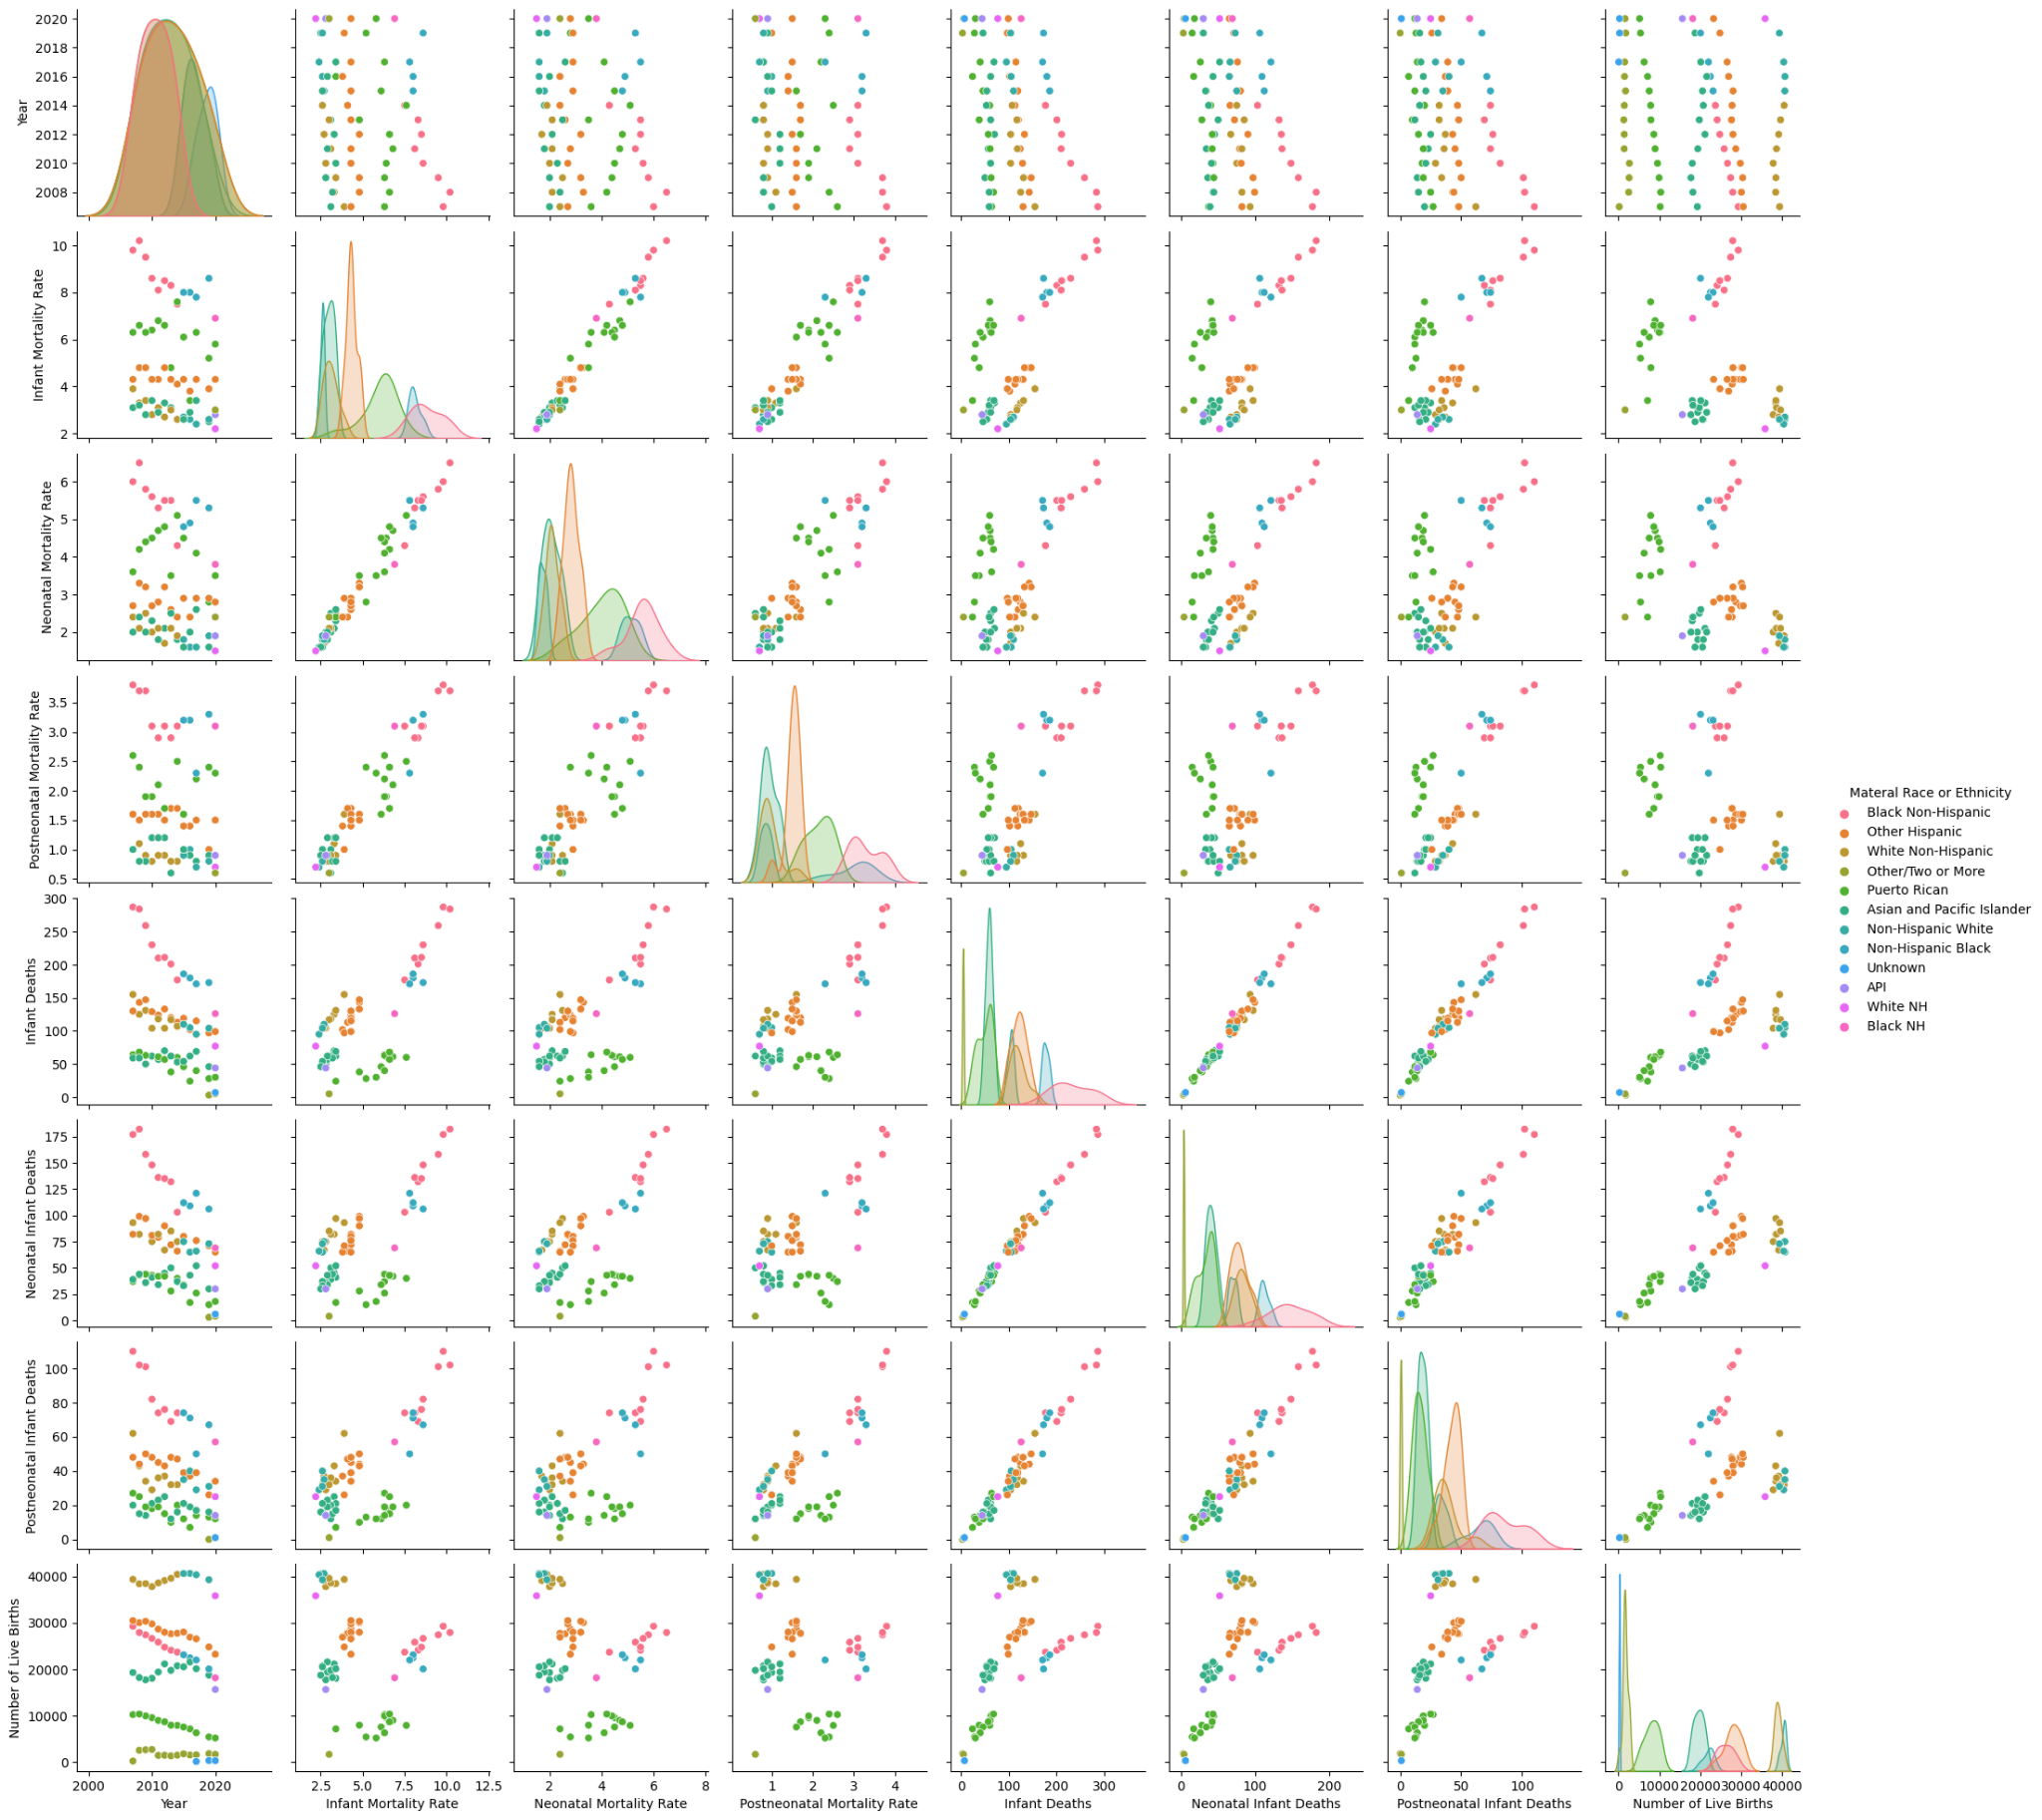 2020
2018
2016
2014
2012
2010
2008
Year
10
8
6
4
2
Infant Mortality Rate
6
5
4
3
2
Neonatal Mortality Rate
3.5
3.0
2.5
2.0
1.5
1.0
0.5
Postneonatal Mortality Rate
300
250
200
150
100
50
0
Infant Deaths
175
150
125
100
75
50
25
0
Neonatal Infant Deaths
100
80
60
40
20
0
Postneonatal Infant Deaths
40000
30000
20000
10000
0
Number of Live Births
2000 2010 2020
Year
2.5 5.0 7.5 10.0 12.5
Infant Mortality Rate
2 4 6 8
Neonatal Mortality Rate
1 2 3 4
Postneonatal Mortality Rate
0 100 200 300
Infant Deaths
0 100 200
Neonatal Infant Deaths
0 50 100
Postneonatal Infant Deaths
0 10000 20000 30000 40000
Number of Live Births
Materal Race or Ethnicity
Black Non-Hispanic
Other Hispanic
White Non-Hispanic
Other/Two or More
Puerto Rican
Asian and Pacific Islander
Non-Hispanic White
Non-Hispanic Black
Unknown
API
White NH
Black NH